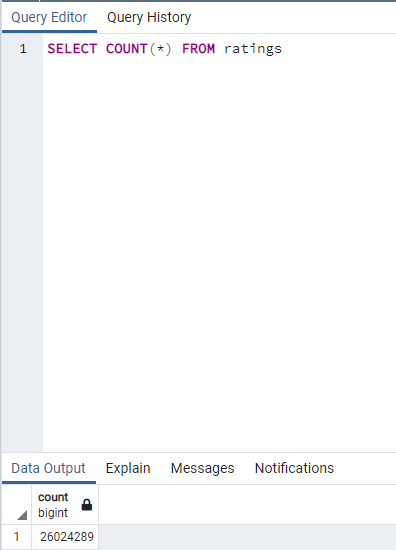 Query Editor Query History
1 SELECT COUNT(*) FROM ratings
Data Output Explain Messages Notifications
count
bigint
1 26024289